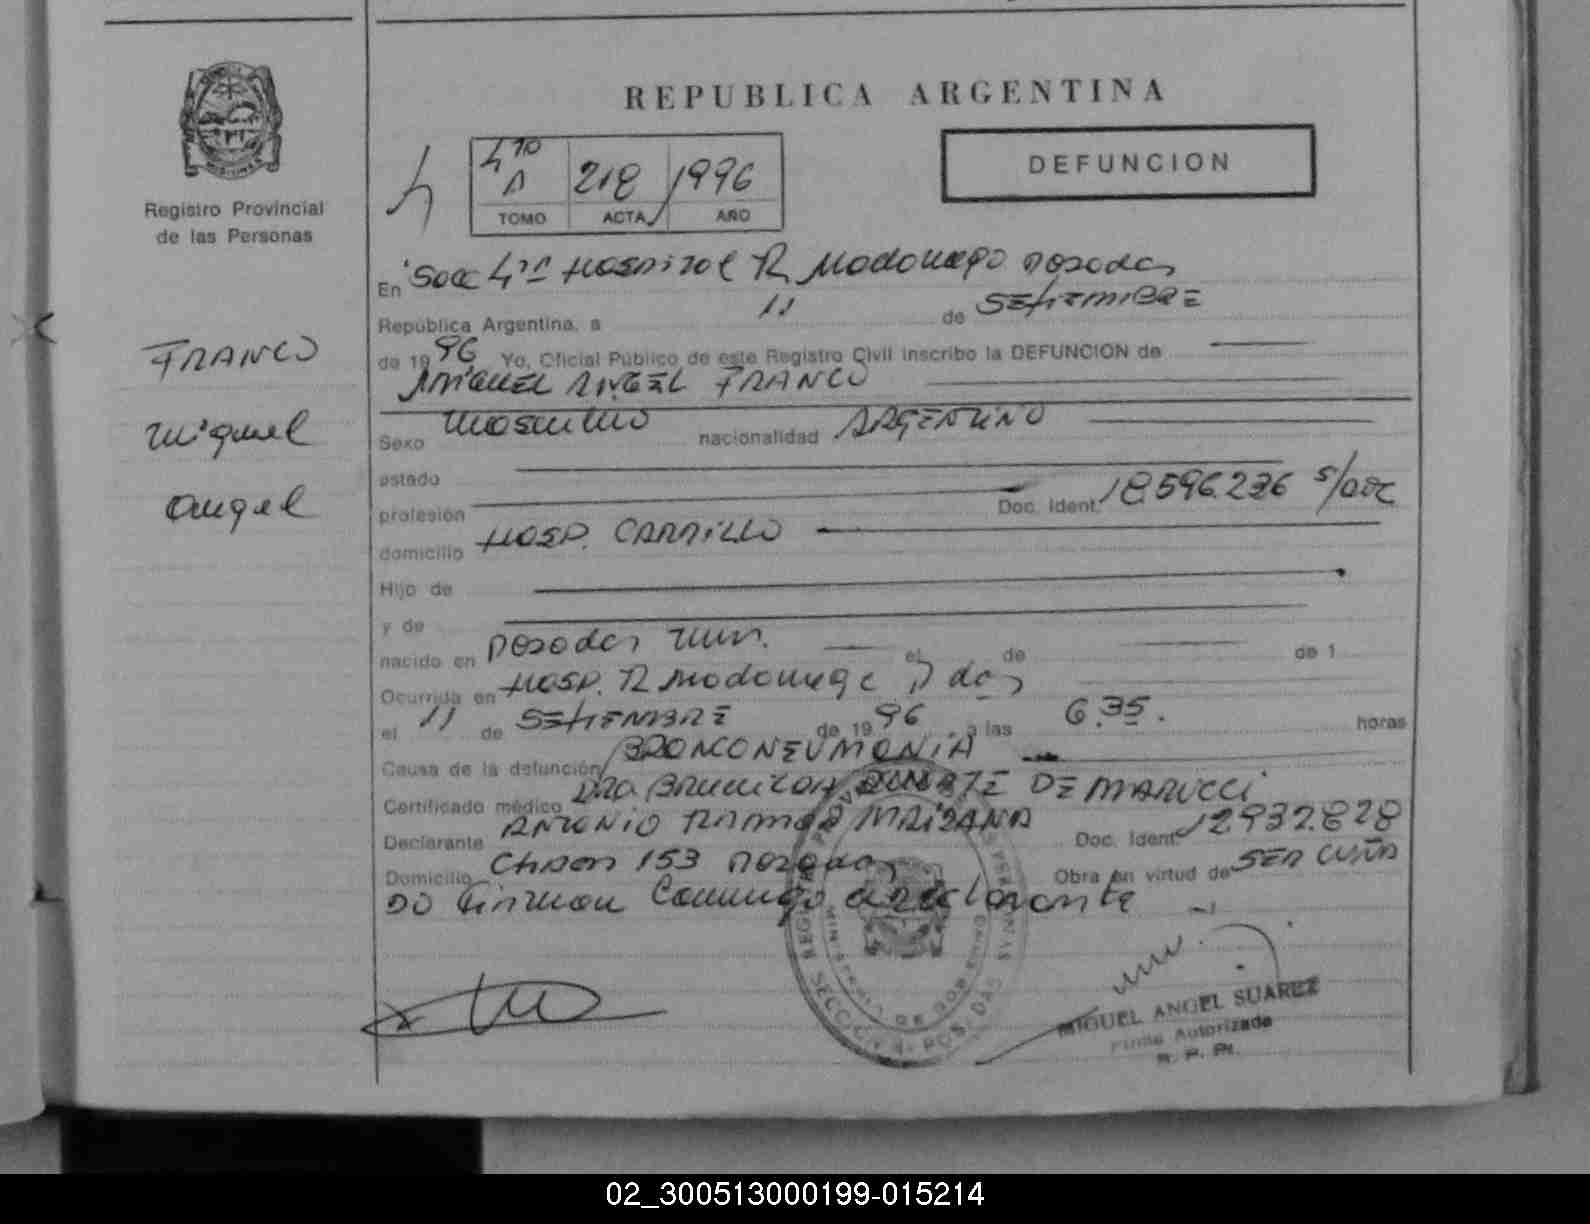 REPUBLICA ARGENTINA
DEFUNCION
4to A 218 1996
TOMO ACTA AÑO
Registro Provincial
de las Personas
FRANCO
Miguel
Angel
En Secc 4ta Hospital R Madariaga Posadas
República Argentina, a 11 de SETIEMBRE
de 1996 Yo, Oficial Público de este Registro Civil inscribo la DEFUNCION de
MIGUEL ANGEL FRANCO
Sexo Masculino nacionalidad ARGENTINO
estado
profesión Doc. Ident. 18.596.236 s/doc
domicilio HOSP. CARRILLO
Hijo de
y de
nacido en Posadas Mns. el de de 1
Ocurrida en HOSP. R Madariaga Pdas
el 11 de SETIEMBRE de 1996 a las 6.35. horas
Causa de la defunción BRONCONEUMONIA
Certificado médico Dra DUARTE DE MARUCCI
Declarante ANTONIO RAMON MAIDANA Doc. Ident. 12.932.828
Domicilio 153 Posadas Obra en virtud de SER CUÑA
DO Firman Conmigo declarante
MIGUEL ANGEL SUAREZ
Firma Autorizada
R. P. P.
02_300513000199-015214